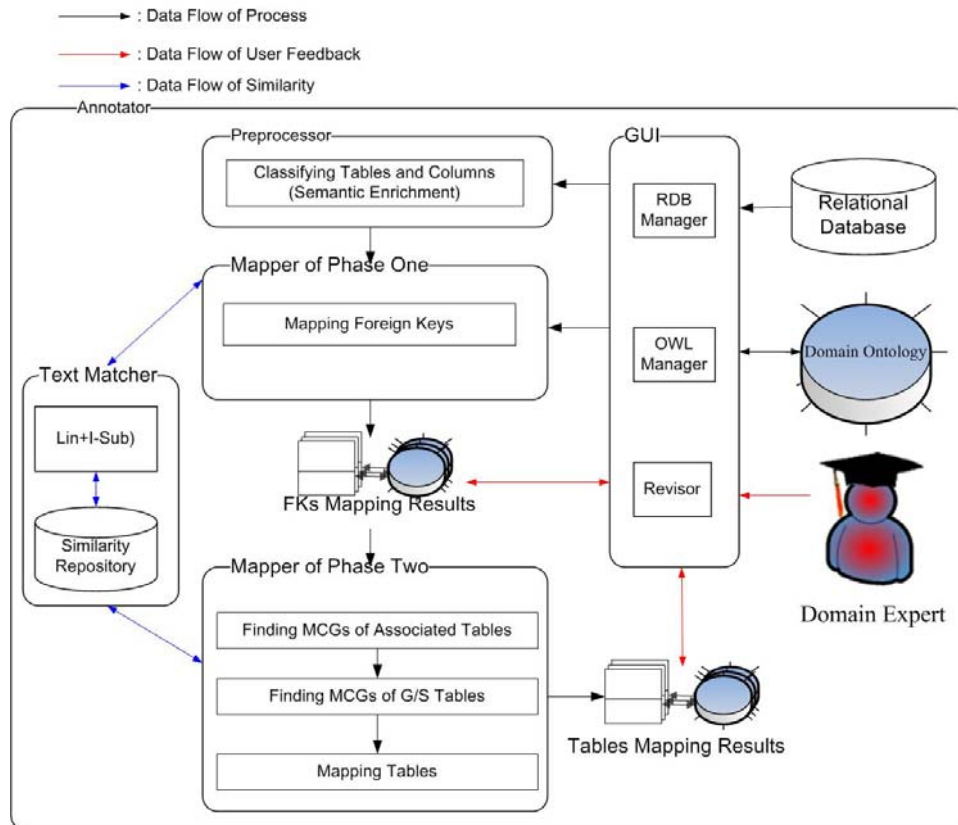 : Data Flow of Process
: Data Flow of User Feedback
: Data Flow of Similarity
Annotator
Preprocessor
Classifying Tables and Columns
(Semantic Enrichment)
GUI
RDB
Manager
Relational
Database
Mapper of Phase One
Mapping Foreign Keys
OWL
Manager
Domain Ontology
Text Matcher
Lin+I-Sub)
Similarity
Repository
FKs Mapping Results
Revisor
Domain Expert
Mapper of Phase Two
Finding MCGs of Associated Tables
Finding MCGs of G/S Tables
Mapping Tables
Tables Mapping Results